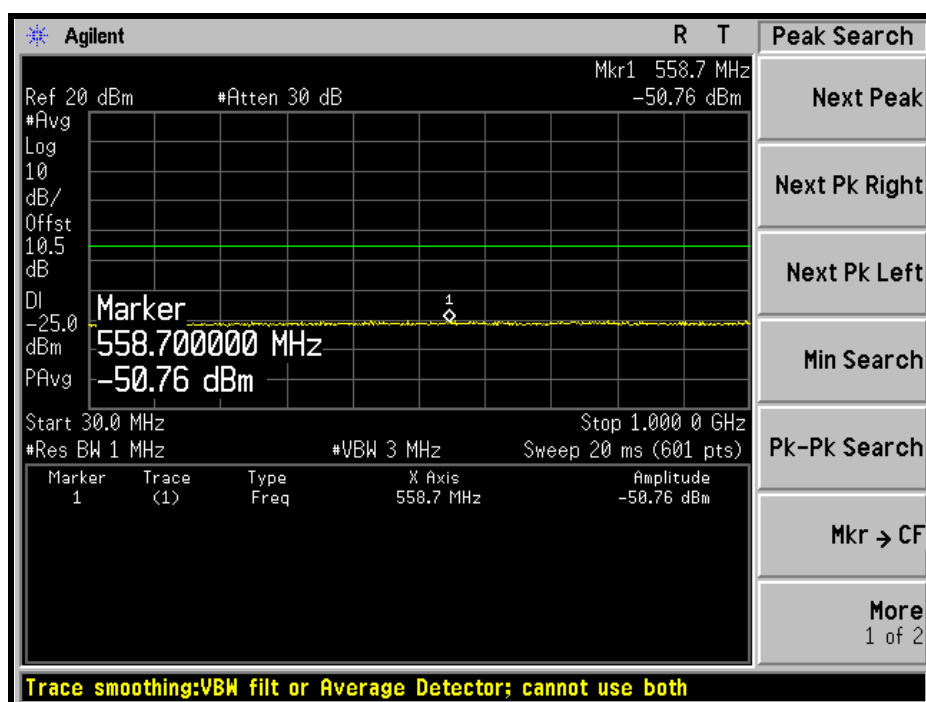 Agilent R T
Peak Search
Mkr1 558.7 MHz
Ref 20 dBm #Atten 30 dB -50.76 dBm
#Avg
Log
10
dB/
Offst
10.5
dB
DI
-25.0
dBm
PAvg
1
Marker
558.700000 MHz
-50.76 dBm
Start 30.0 MHz Stop 1.000 0 GHz
#Res BW 1 MHz #VBW 3 MHz Sweep 20 ms (601 pts)
Marker Trace Type X Axis Amplitude
1 (1) Freq 558.7 MHz -50.76 dBm
Next Peak
Next Pk Right
Next Pk Left
Min Search
Pk-Pk Search
Mkr → CF
More
1 of 2
Trace smoothing:VBW filt or Average Detector; cannot use both